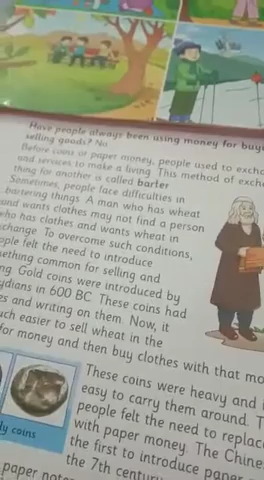 Have people always been using money for buy
selling goods? No.
Before coins or paper money, people used to exch
and services to make a living. This method of exch
thing for another is called barter
Sometimes, people face difficulties in
bartering things. A man who has wheat
and wants clothes may not find a person
who has clothes and wants wheat in
change. To overcome such conditions,
ople felt the need to introduce
ething common for selling and
ng. Gold coins were introduced by
ydians in 600 BC. These coins had
es and writing on them. Now, it
uch easier to sell wheat in the
for money and then buy clothes with that mo
These coins were heavy and
easy to carry them around. T
people felt the need to replac
with paper money. The Chine
the first to introduce paper
the 7th century
dy coins
paper note